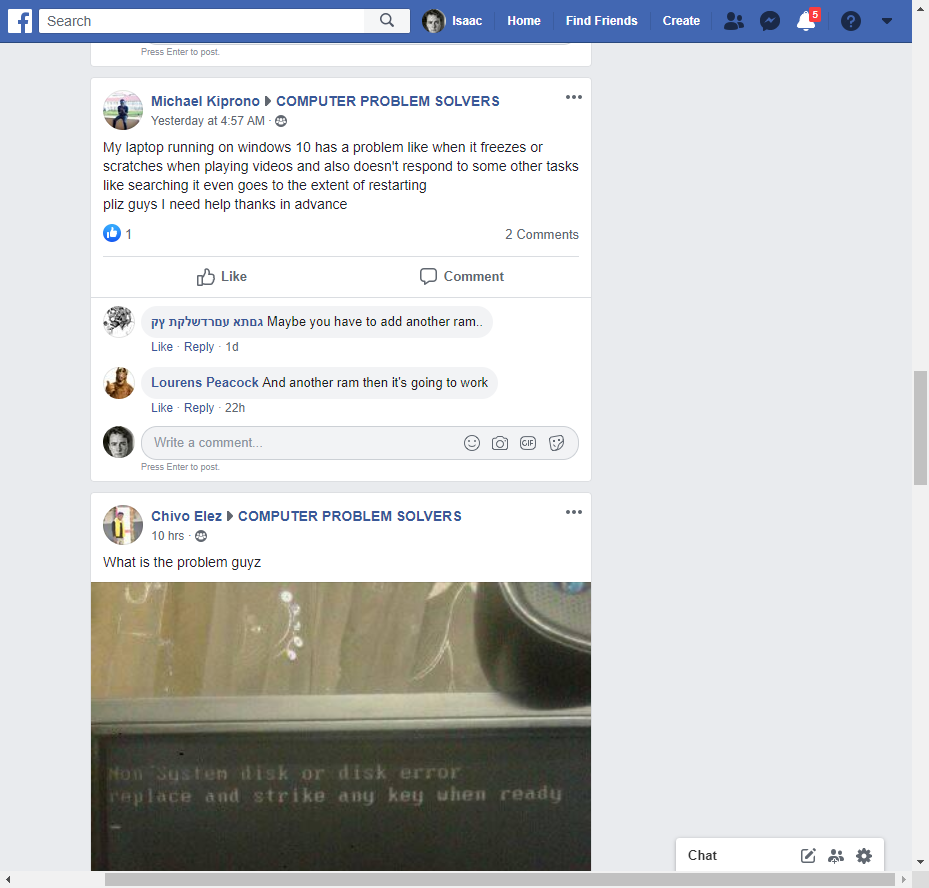 Search
Isaac
Home
Find Friends
Create
5
Press Enter to post.
Michael Kiprono COMPUTER PROBLEM SOLVERS
Yesterday at 4:57 AM ·
My laptop running on windows 10 has a problem like when it freezes or
scratches when playing videos and also doesn't respond to some other tasks
like searching it even goes to the extent of restarting
pliz guys I need help thanks in advance
1
2 Comments
Like
Comment
גםתא עםרדשלקת ץק Maybe you have to add another ram..
Like · Reply · 1d
Lourens Peacock And another ram then it's going to work
Like · Reply · 22h
Write a comment...
GIF
Press Enter to post.
Chivo Elez COMPUTER PROBLEM SOLVERS
10 hrs ·
What is the problem guyz
Non System disk or disk error
replace and strike any key when ready
Chat